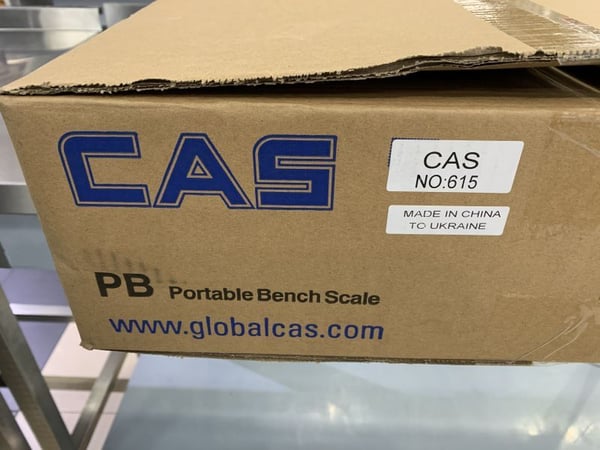 CAS
CAS
NO:615
MADE IN CHINA
TO UKRAINE
PB Portable Bench Scale
www.globalcas.com